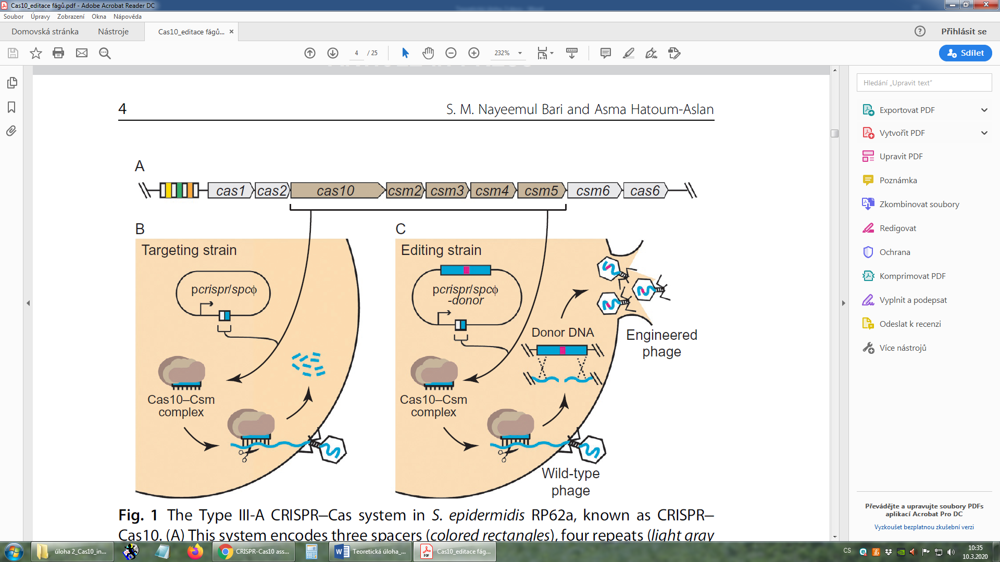 Cas10_editace fágů.pdf - Adobe Acrobat Reader DC
Soubor Úpravy Zobrazení Okna Nápověda
Domovská stránka Nástroje Cas10_editace fágů... × Přihlásit se
4 / 25 232% Sdílet
4 S. M. Nayeemul Bari and Asma Hatoum-Aslan
A
cas1 cas2 cas10 csm2 csm3 csm4 csm5 csm6 cas6
B
Targeting strain
pcrispr/spcϕ
Cas10–Csm
complex
C
Editing strain
pcrispr/spcϕ
-donor
Donor DNA
Engineered
phage
Cas10–Csm
complex
Wild-type
phage
Fig. 1 The Type III-A CRISPR–Cas system in S. epidermidis RP62a, known as CRISPR–
Cas10. (A) This system encodes three spacers (colored rectangles), four repeats (light gray
Hledání „Upravit text“
Exportovat PDF
Vytvořit PDF
Upravit PDF
Poznámka
Zkombinovat soubory
Redigovat
Ochrana
Komprimovat PDF
Vyplnit a podepsat
Odeslat k recenzi
Více nástrojů
Převádějte a upravujte soubory PDFs
aplikací Acrobat Pro DC
Vyzkoušet bezplatnou zkušební verzi
úloha 2_Cas10_in... CRISPR-Cas10 ass... Teoretická úloha_... Cas10_editace fág... CS 10:35
10.3.2020